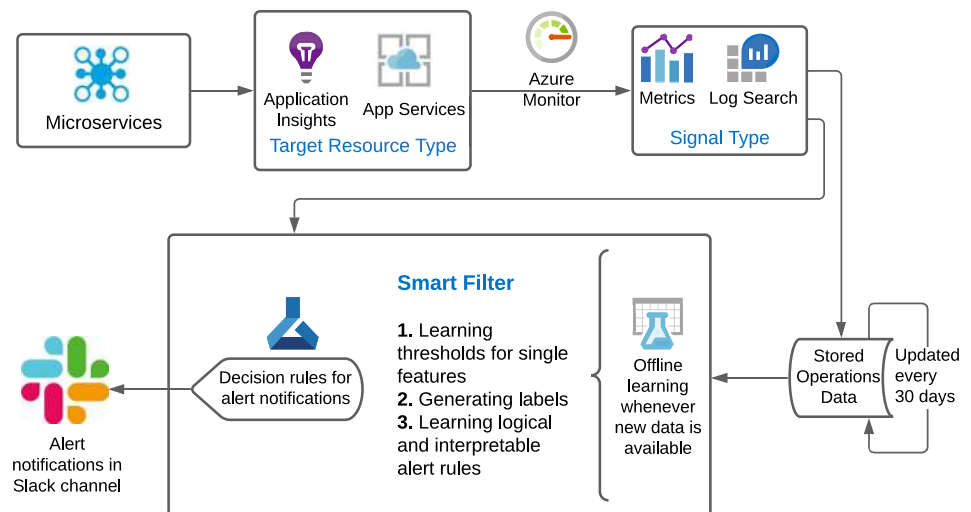 Microservices
Application
Insights
App Services
Target Resource Type
Azure
Monitor
Metrics
Log Search
Signal Type
Smart Filter
1. Learning
thresholds for single
features
2. Generating labels
3. Learning logical
and interpretable
alert rules
Decision rules for
alert notifications
Offline
learning
whenever
new data is
available
Stored
Operations
Data
Updated
every
30 days
Alert
notifications in
Slack channel